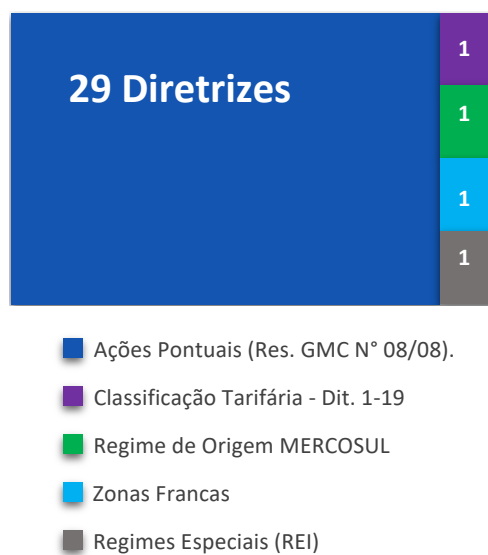 29 Diretrizes
1
1
1
1
Ações Pontuais (Res. GMC N° 08/08).
Classificação Tarifária - Dit. 1-19
Regime de Origem MERCOSUL
Zonas Francas
Regimes Especiais (REI)